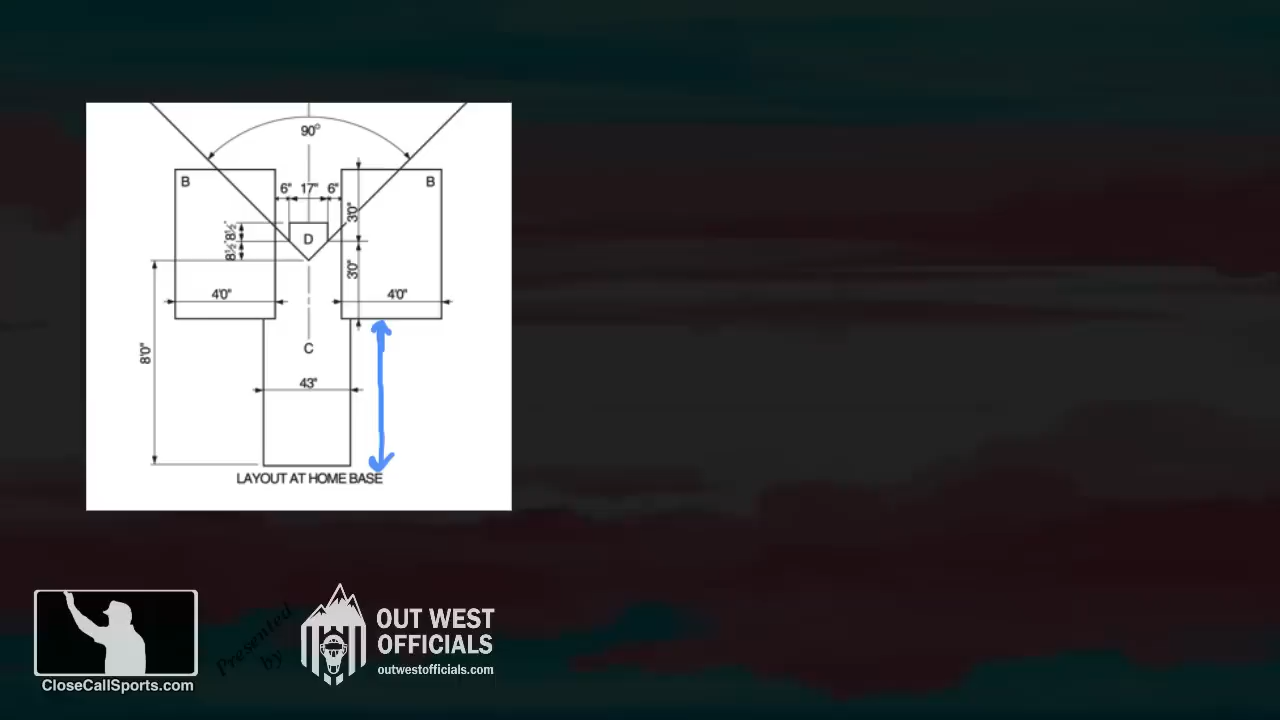 90°
B
B
6" 17" 6"
3'0"
8½"
D
8½"
3'0"
4'0"
4'0"
8'0"
C
43"
LAYOUT AT HOME BASE
Presented
by
OUT WEST
OFFICIALS
outwestofficials.com
CloseCallSports.com